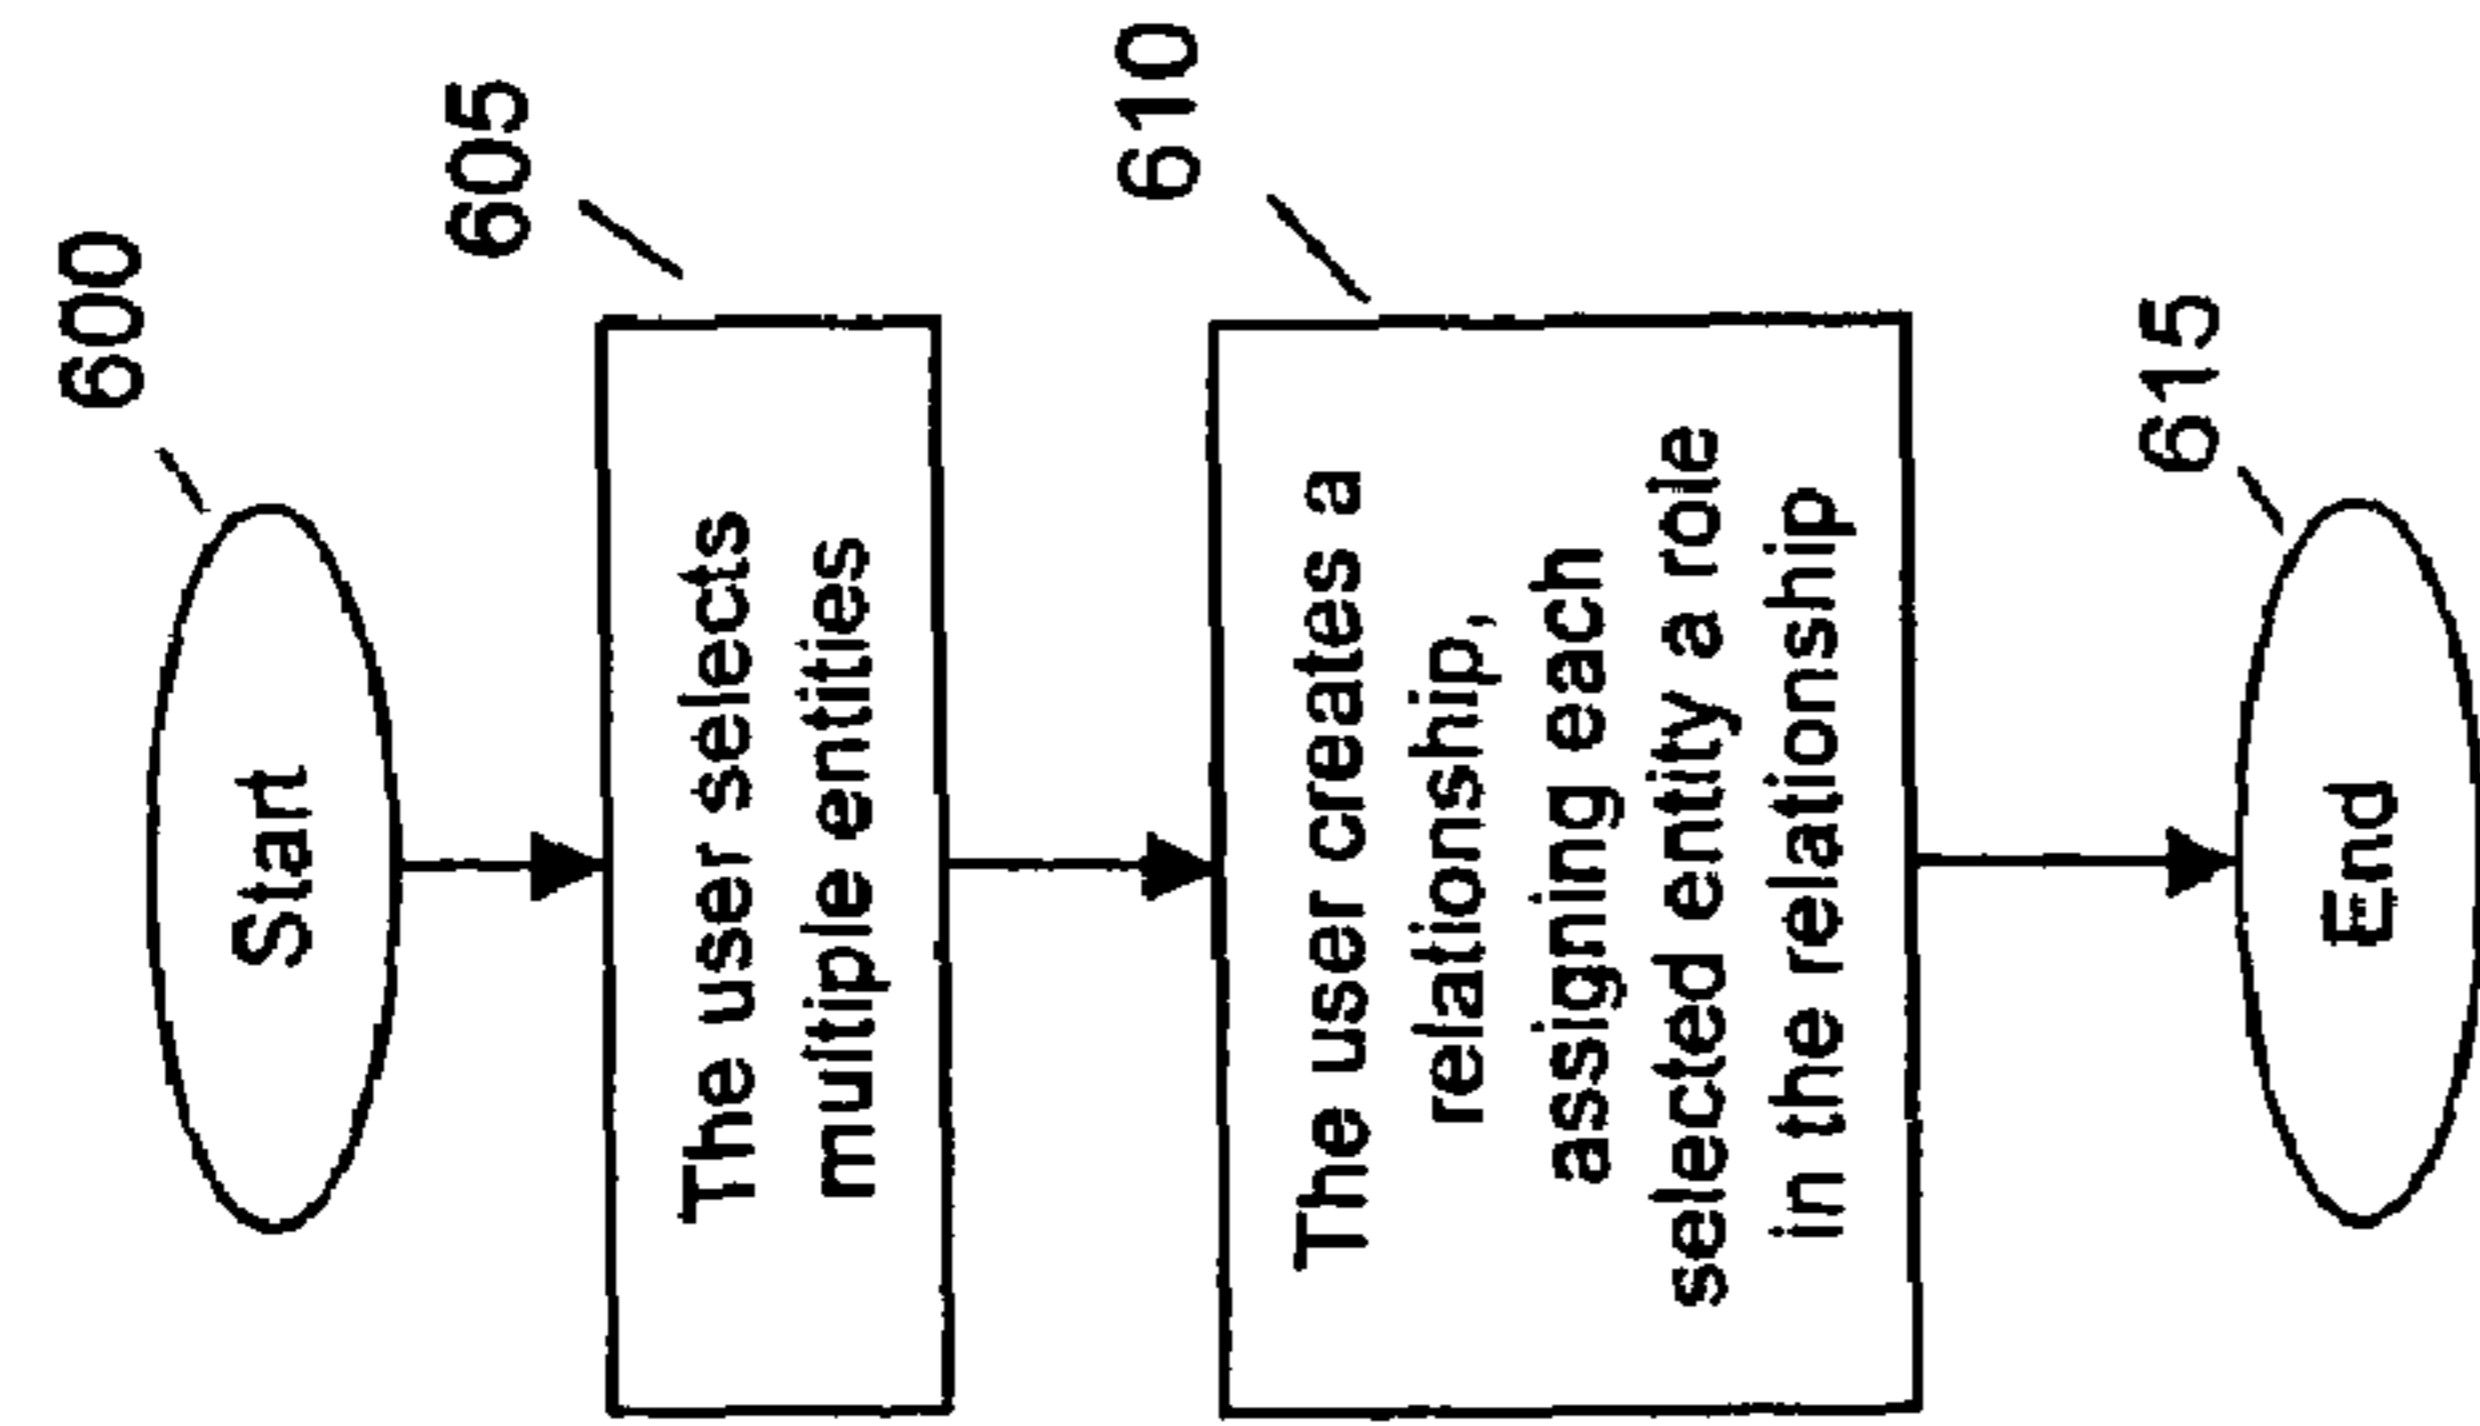 600
Start
605
The user selects
multiple entities
610
The user creates a
relationship,
assigning each
selected entity a role
in the relationship
615
End